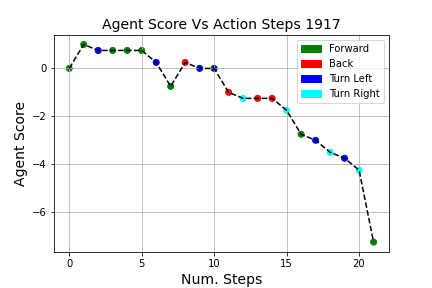 Agent Score Vs Action Steps 1917
Forward
Back
Turn Left
Turn Right
Agent Score
0
−2
−4
−6
0 5 10 15 20
Num. Steps